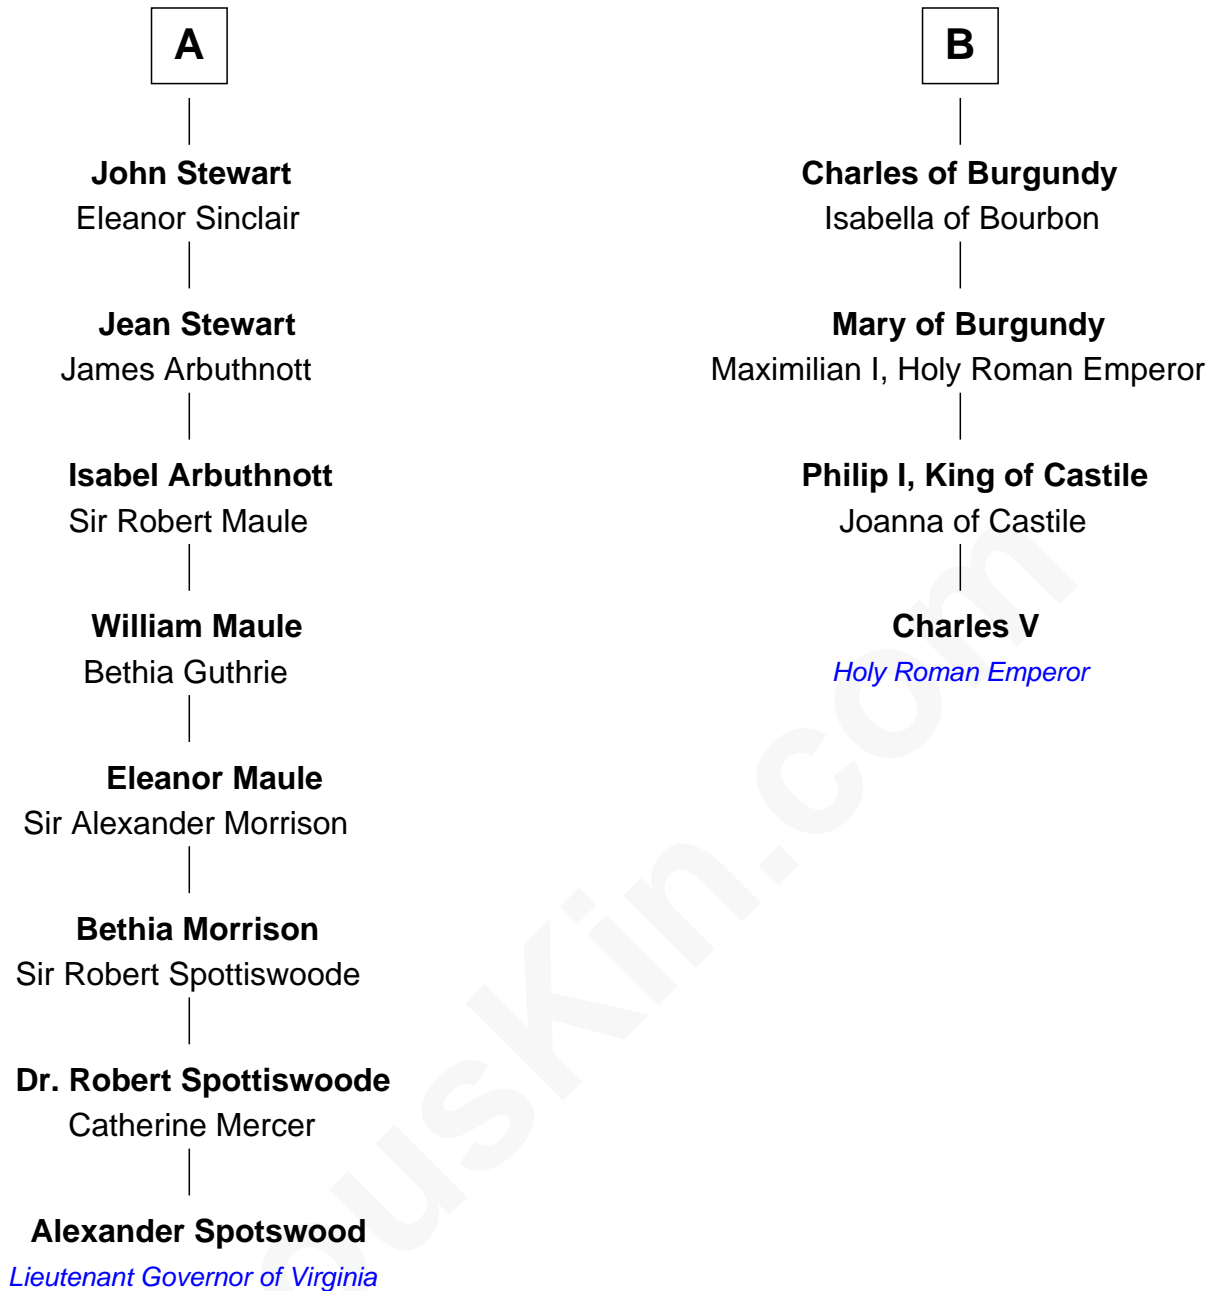 A
John Stewart
Eleanor Sinclair
Jean Stewart
James Arbuthnott
Isabel Arbuthnott
Sir Robert Maule
William Maule
Bethia Guthrie
Eleanor Maule
Sir Alexander Morrison
Bethia Morrison
Sir Robert Spottiswoode
Dr. Robert Spottiswoode
Catherine Mercer
Alexander Spotswood
Lieutenant Governor of Virginia
B
Charles of Burgundy
Isabella of Bourbon
Mary of Burgundy
Maximilian I, Holy Roman Emperor
Philip I, King of Castile
Joanna of Castile
Charles V
Holy Roman Emperor
ousKin.com